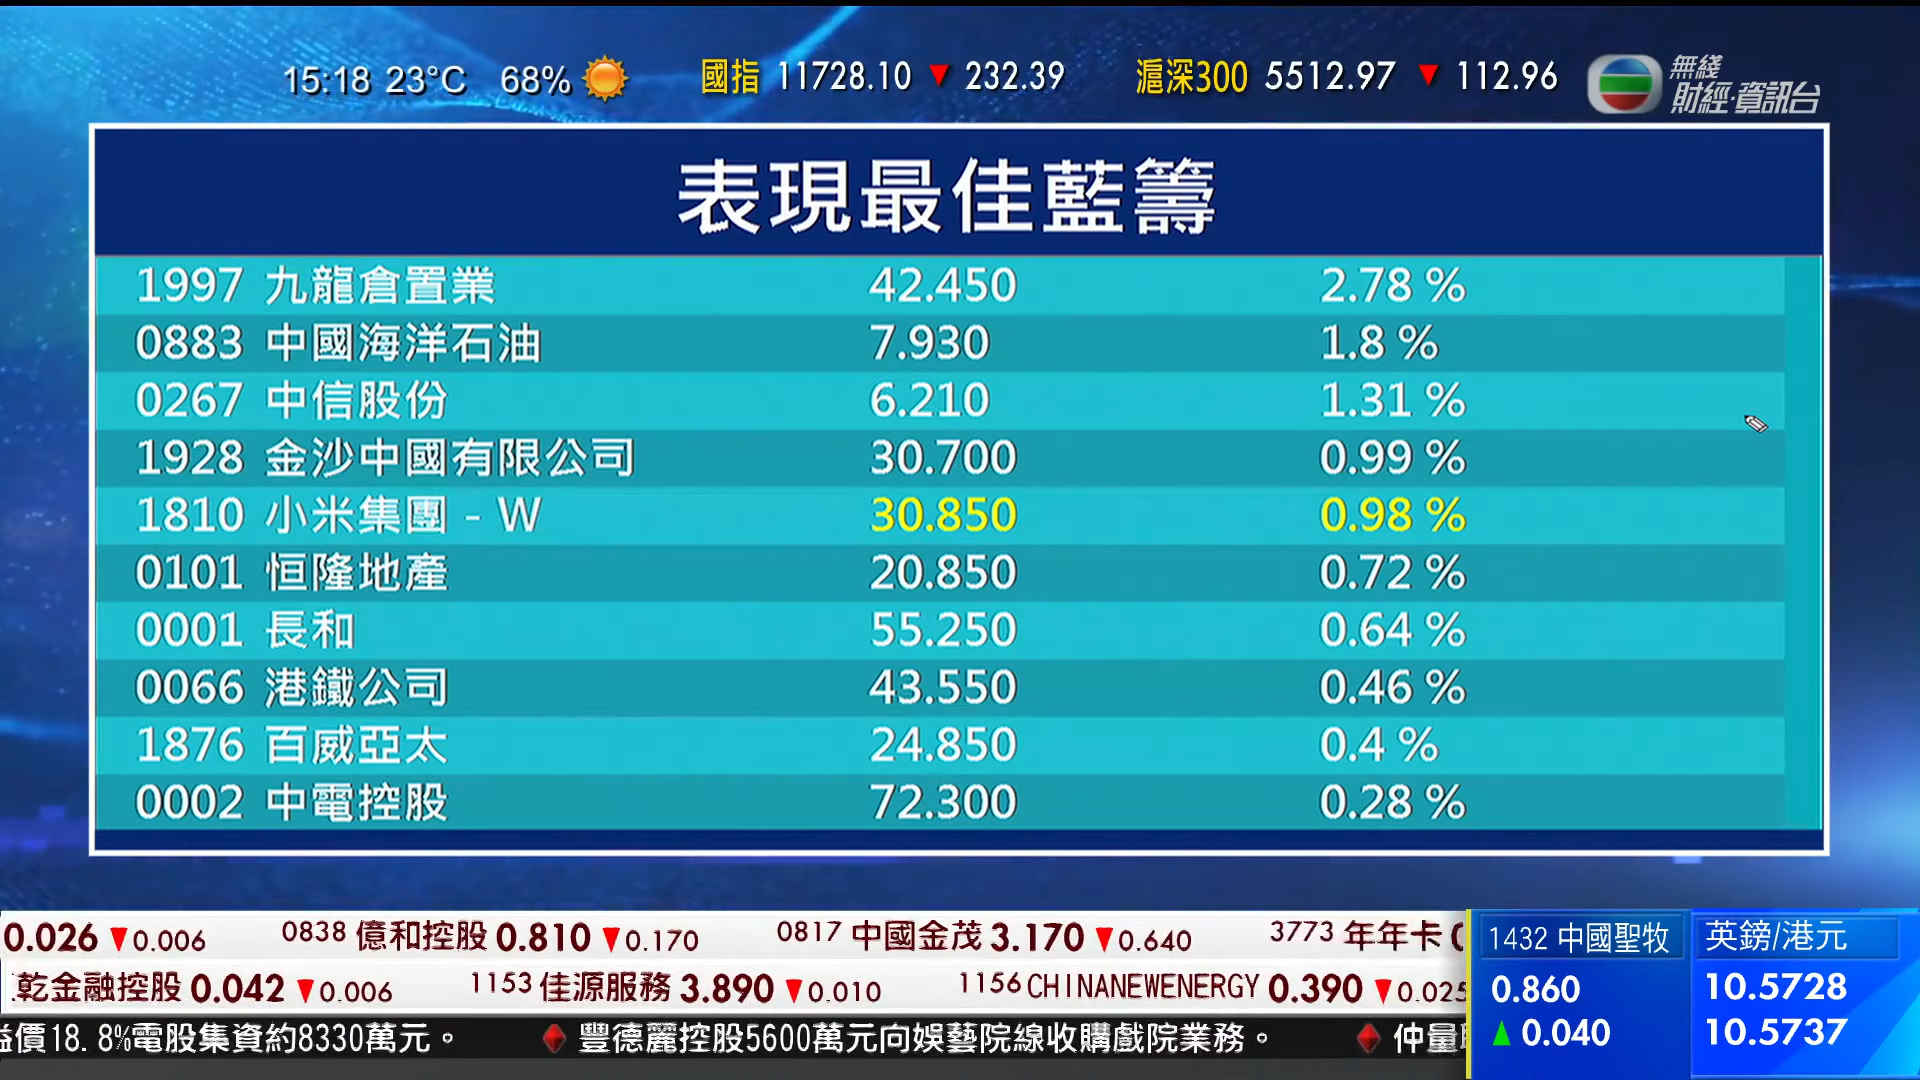 15:18 23°C 68% 國指 11728.10 ▼ 232.39 滬深300 5512.97 ▼ 112.96
無綫
財經·資訊台
表現最佳藍籌
1997 九龍倉置業 42.450 2.78 %
0883 中國海洋石油 7.930 1.8 %
0267 中信股份 6.210 1.31 %
1928 金沙中國有限公司 30.700 0.99 %
1810 小米集團 - W 30.850 0.98 %
0101 恒隆地產 20.850 0.72 %
0001 長和 55.250 0.64 %
0066 港鐵公司 43.550 0.46 %
1876 百威亞太 24.850 0.4 %
0002 中電控股 72.300 0.28 %
0.026 ▼0.006 0838 億和控股 0.810 ▼0.170 0817 中國金茂 3.170 ▼0.640 3773 年年卡
乾金融控股 0.042 ▼0.006 1153 佳源服務 3.890 ▼0.010 1156 CHINANEWENERGY 0.390 ▼0.025
價18.8%電股集資約8330萬元。 ♦ 豐德麗控股5600萬元向娛藝院線收購戲院業務。 ♦ 仲量
1432 中國聖牧
0.860
▲ 0.040
英鎊/港元
10.5728
10.5737